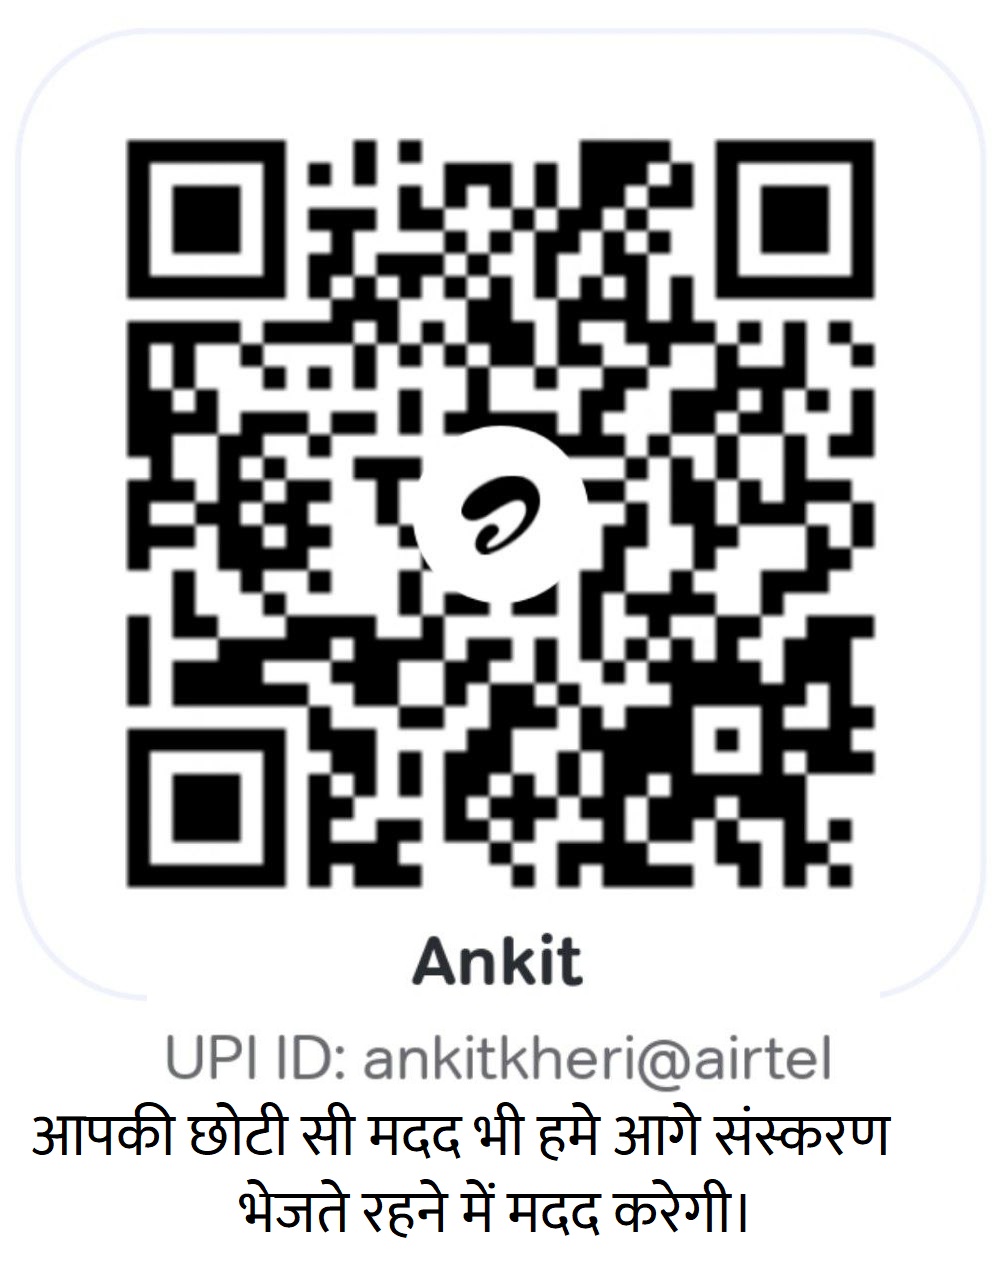 Ankit
UPI ID: ankitkheri@airtel
आपकी छोटी सी मदद भी हमे आगे संस्करण
भेजते रहने में मदद करेगी।